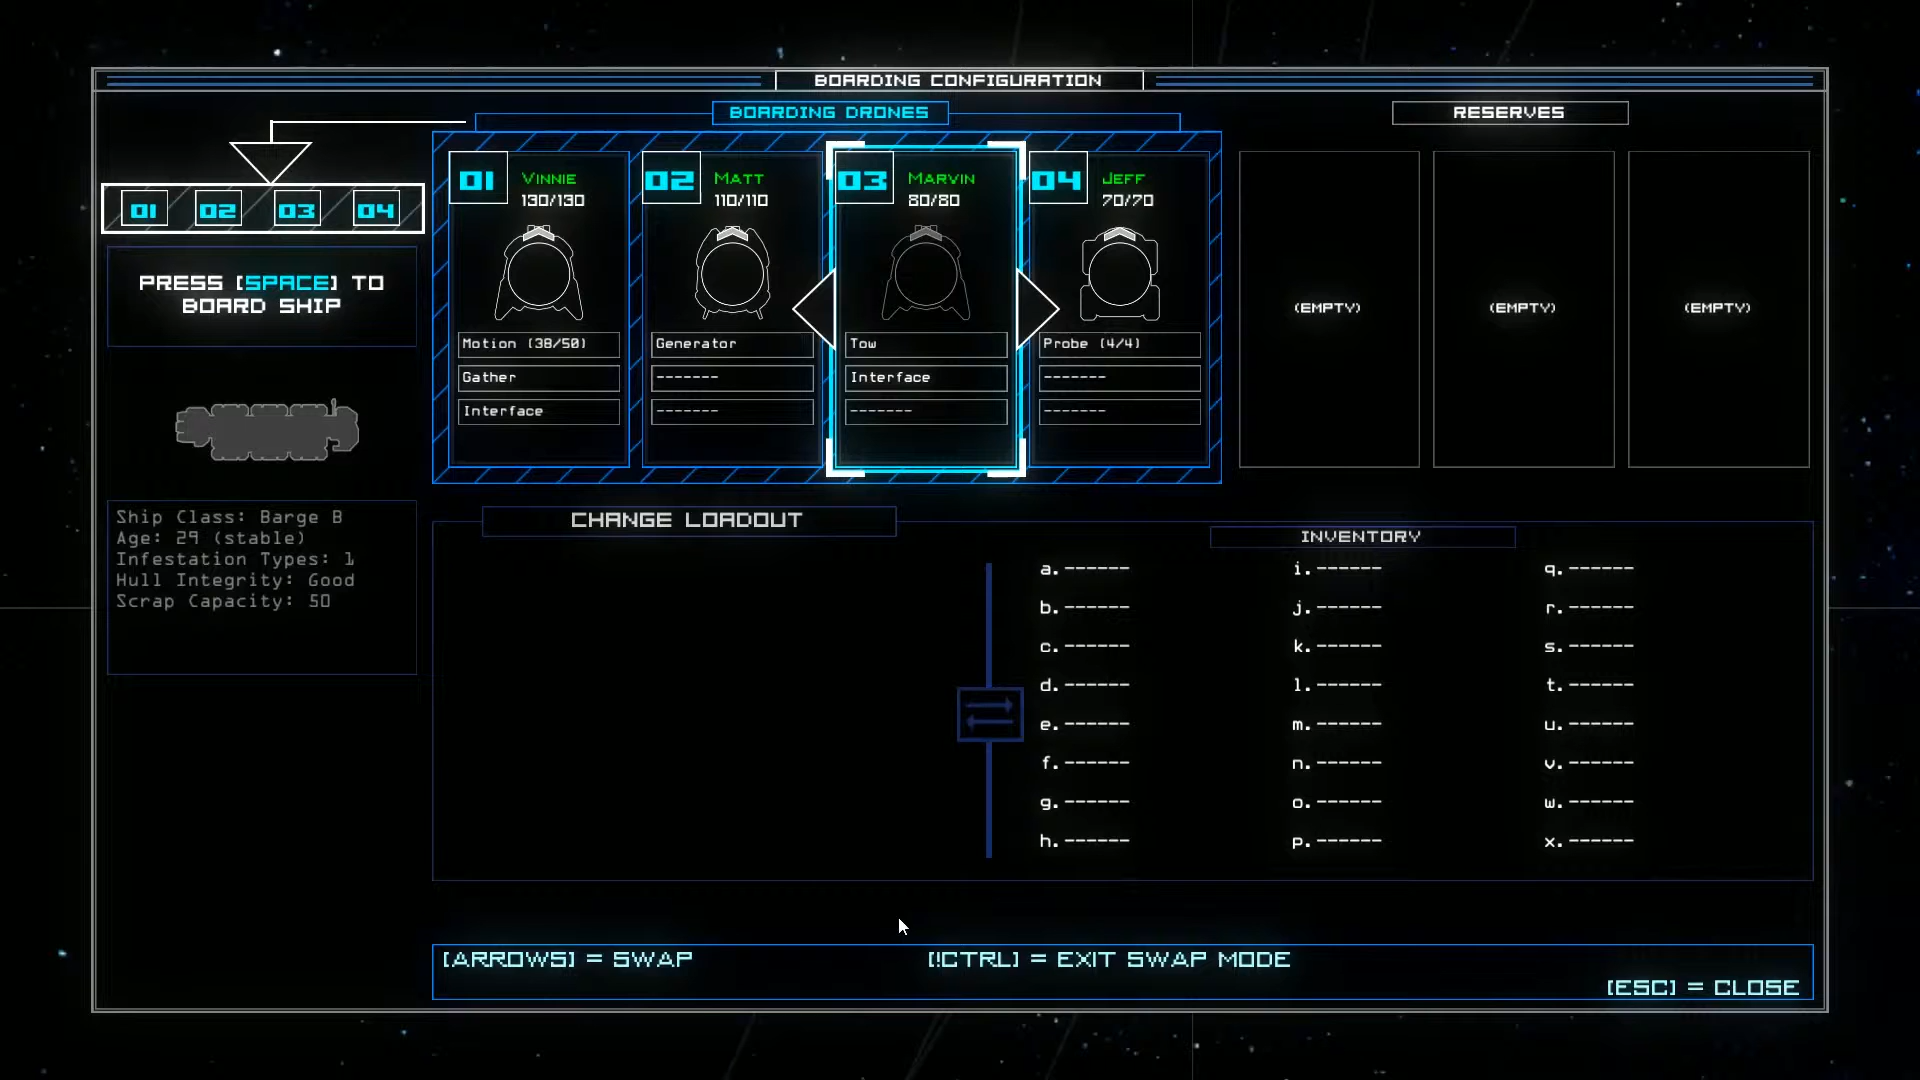 BOARDING CONFIGURATION
BOARDING DRONES
RESERVES
01 02 03 04
PRESS [SPACE] TO
BOARD SHIP
Ship Class: Barge B
Age: 29 (stable)
Infestation Types: 1
Hull Integrity: Good
Scrap Capacity: 50
01 VINNIE
130/130
Motion (38/50)
Gather
Interface
02 MATT
110/110
Generator
-------
-------
03 MARVIN
80/80
Tow
Interface
-------
04 JEFF
70/70
Probe (4/4)
-------
-------
(EMPTY)
(EMPTY)
(EMPTY)
CHANGE LOADOUT
INVENTORY
a.------
b.------
c.------
d.------
e.------
f.------
g.------
h.------
i.------
j.------
k.------
l.------
m.------
n.------
o.------
p.------
q.------
r.------
s.------
t.------
u.------
v.------
w.------
x.------
[ARROWS] = SWAP
[!CTRL] = EXIT SWAP MODE
[ESC] = CLOSE